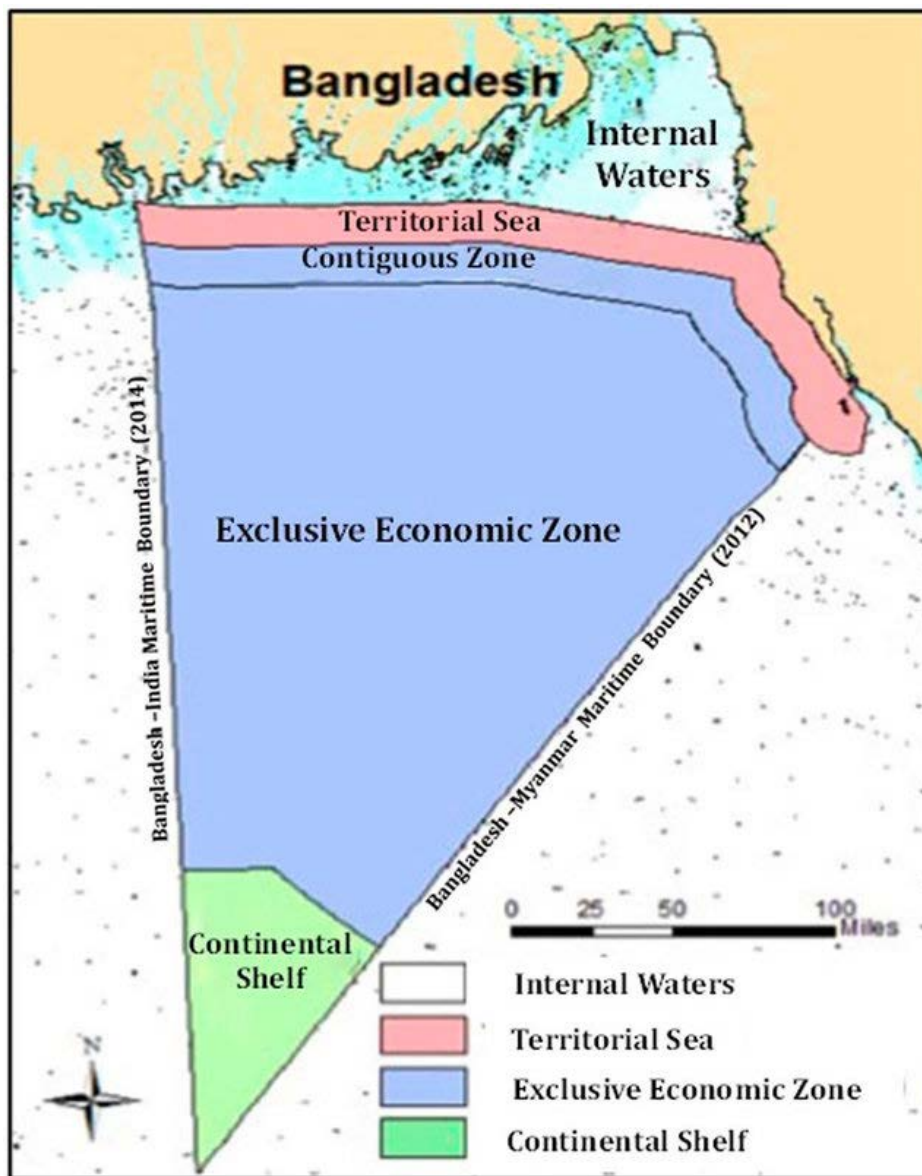 Bangladesh
Internal
Waters
Territorial Sea
Contiguous Zone
Bangladesh –India Maritime Boundary (2014)
Exclusive Economic Zone
Bangladesh –Myanmar Maritime Boundary (2012)
Continental
Shelf
0 25 50 100
Miles
N
Internal Waters
Territorial Sea
Exclusive Economic Zone
Continental Shelf